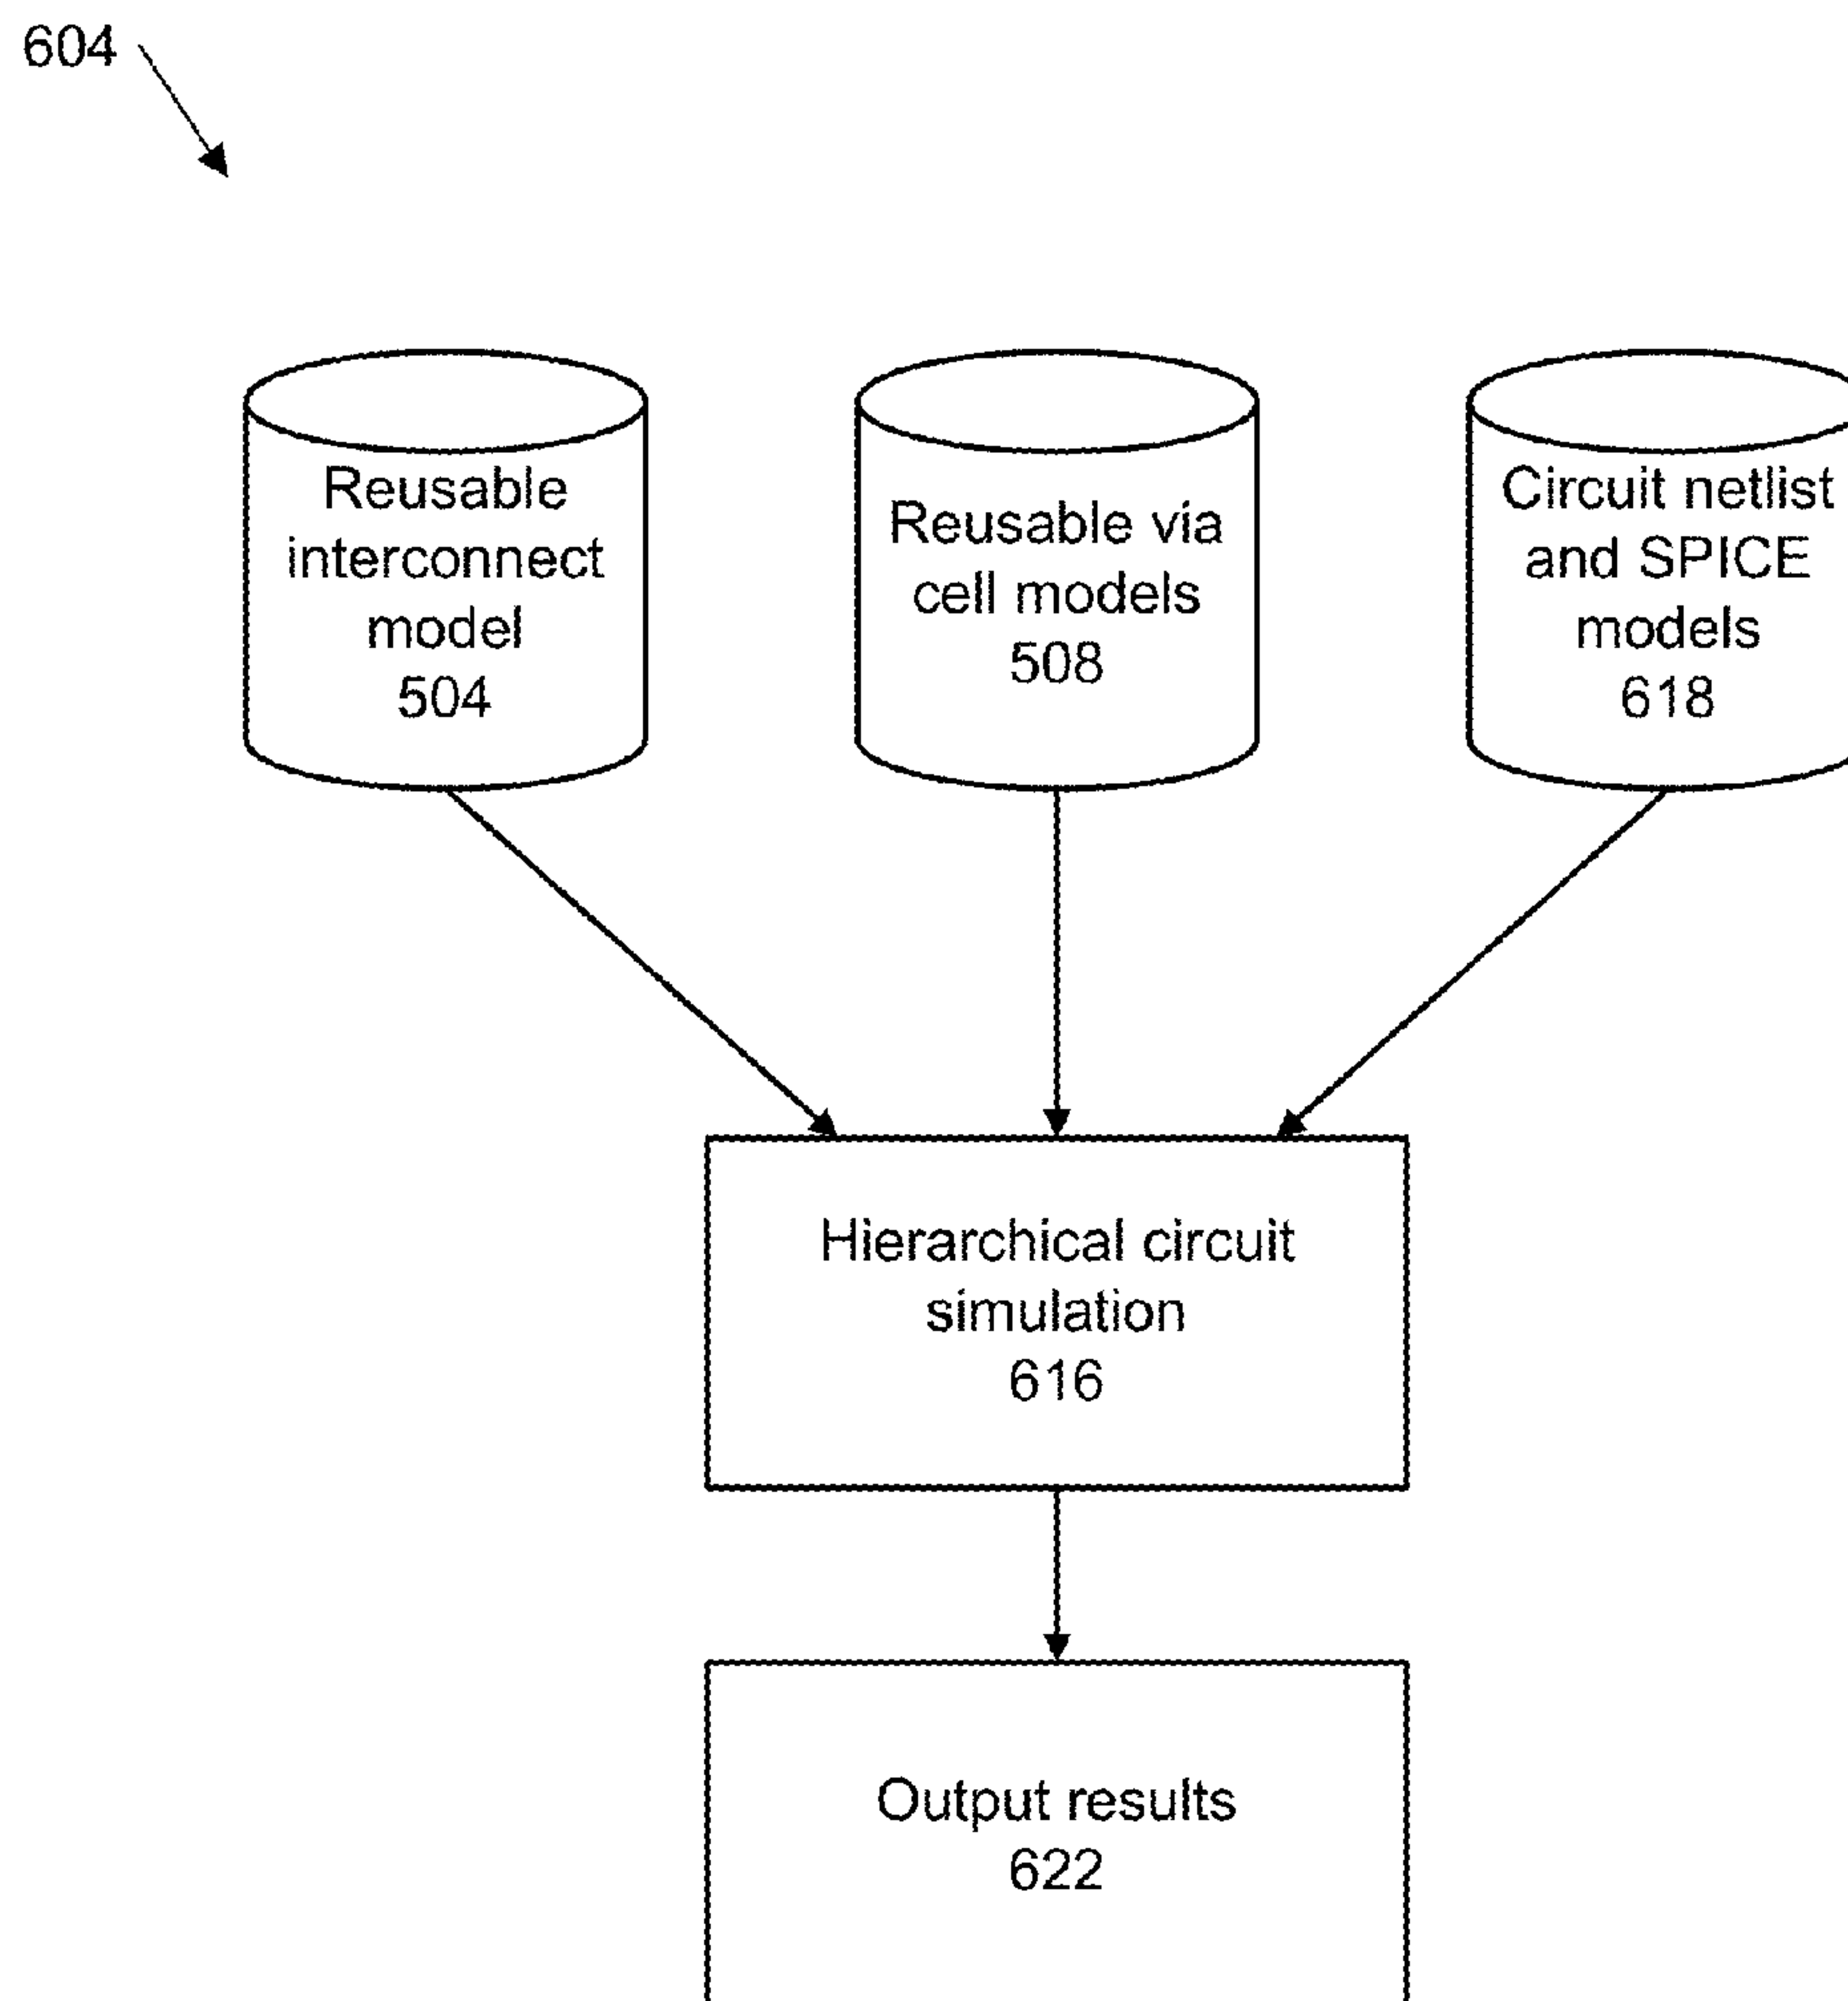 604
Reusable
interconnect
model
504
Reusable via
cell models
508
Circuit netlist
and SPICE
models
618
Hierarchical circuit
simulation
616
Output results
622